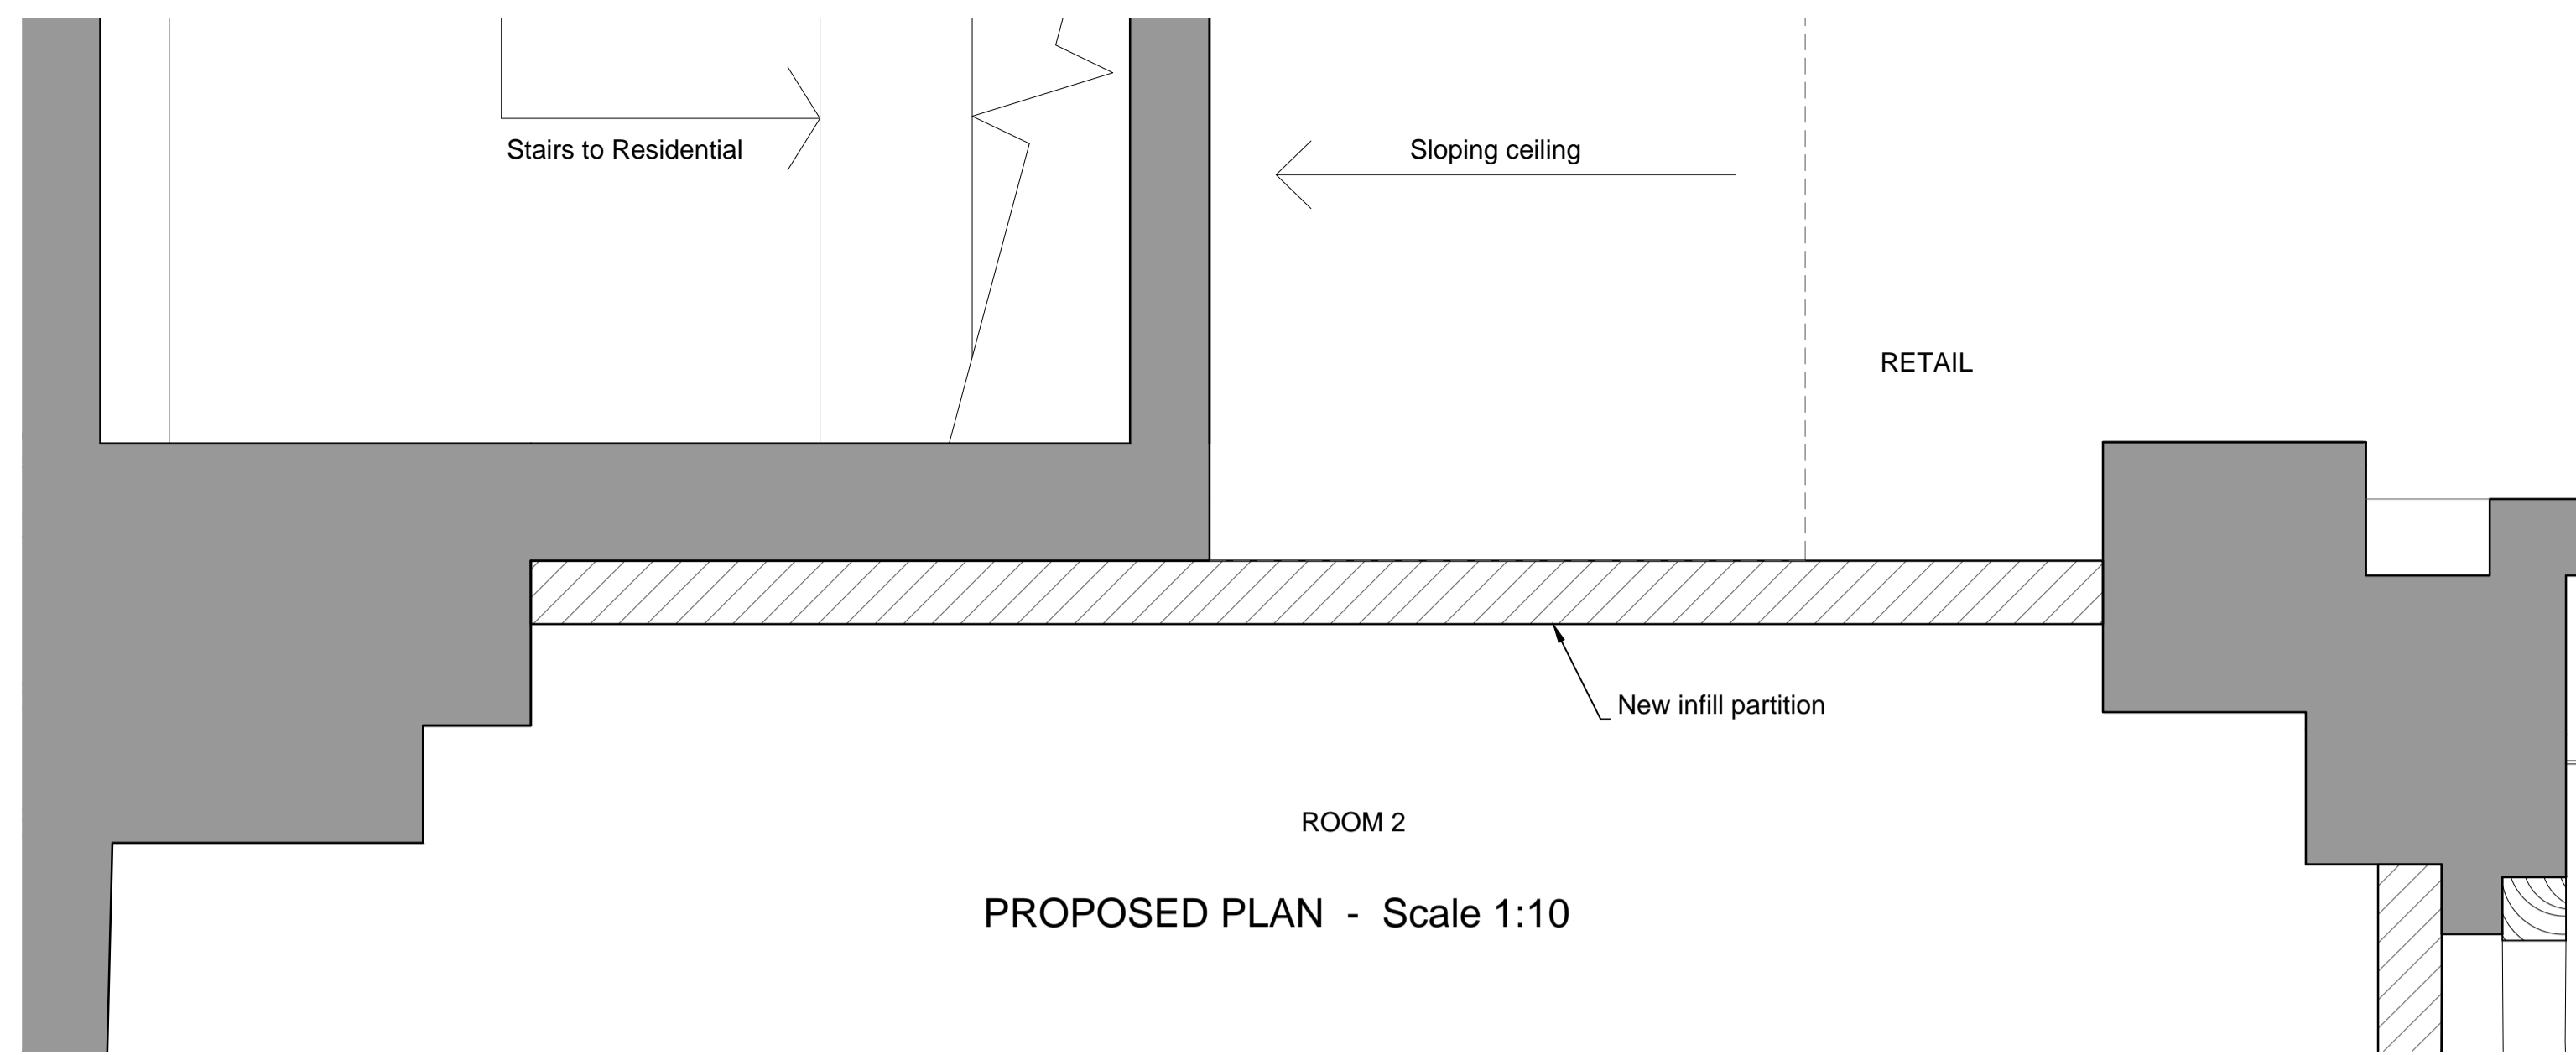 Stairs to Residential
Sloping ceiling
RETAIL
New infill partition
ROOM 2
PROPOSED PLAN - Scale 1:10